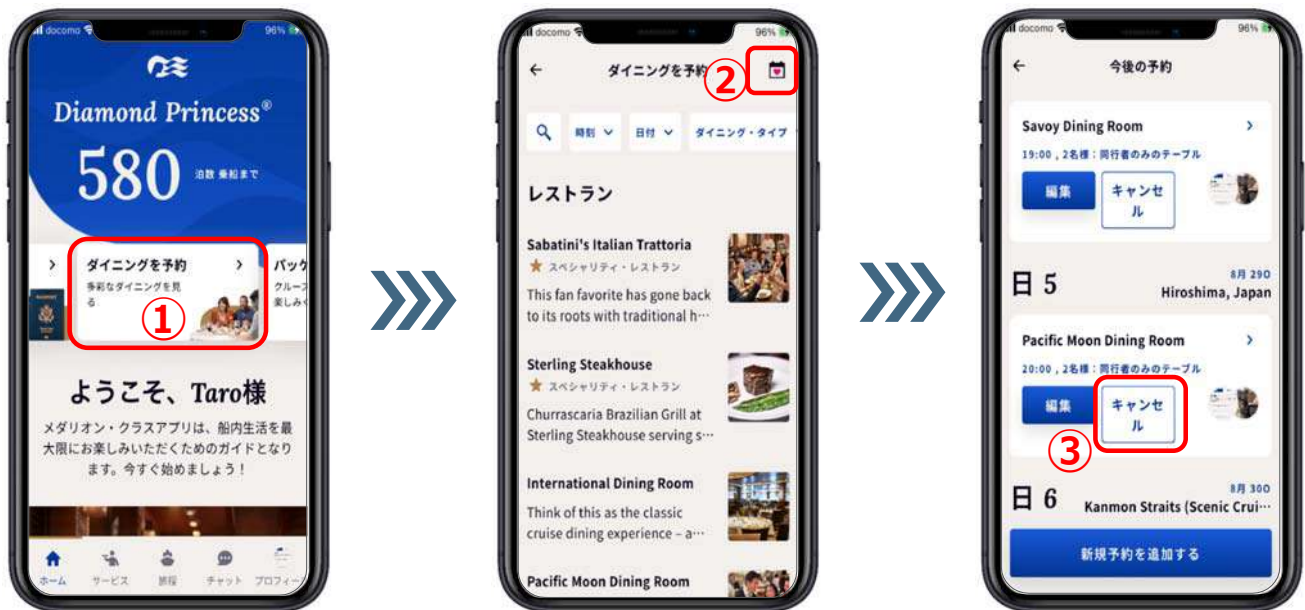 docomo
96%
Diamond Princess®
580 泊数 乗船まで
ダイニングを予約
多彩なダイニングを見
る
①
パッケ
クルーズ
楽しみく
ようこそ、Taro様
メダリオン・クラスアプリは、船内生活を最
大限にお楽しみいただくためのガイドとなり
ます。今すぐ始めましょう！
ホーム
サービス
旅程
チャット
プロフィール
docomo
96%
ダイニングを予
②
時刻
日付
ダイニング・タイプ
レストラン
Sabatini's Italian Trattoria
スペシャリティ・レストラン
This fan favorite has gone back
to its roots with traditional h…
Sterling Steakhouse
スペシャリティ・レストラン
Churrascaria Brazilian Grill at
Sterling Steakhouse serving s…
International Dining Room
Think of this as the classic
cruise dining experience – a…
Pacific Moon Dining Room
docomo
96%
今後の予約
Savoy Dining Room
19:00 , 2名様：同行者のみのテーブル
編集
キャンセ
ル
日 5
8月 290
Hiroshima, Japan
Pacific Moon Dining Room
20:00 , 2名様：同行者のみのテーブル
編集
キャンセ
ル
③
日 6
8月 300
Kanmon Straits (Scenic Crui…
新規予約を追加する